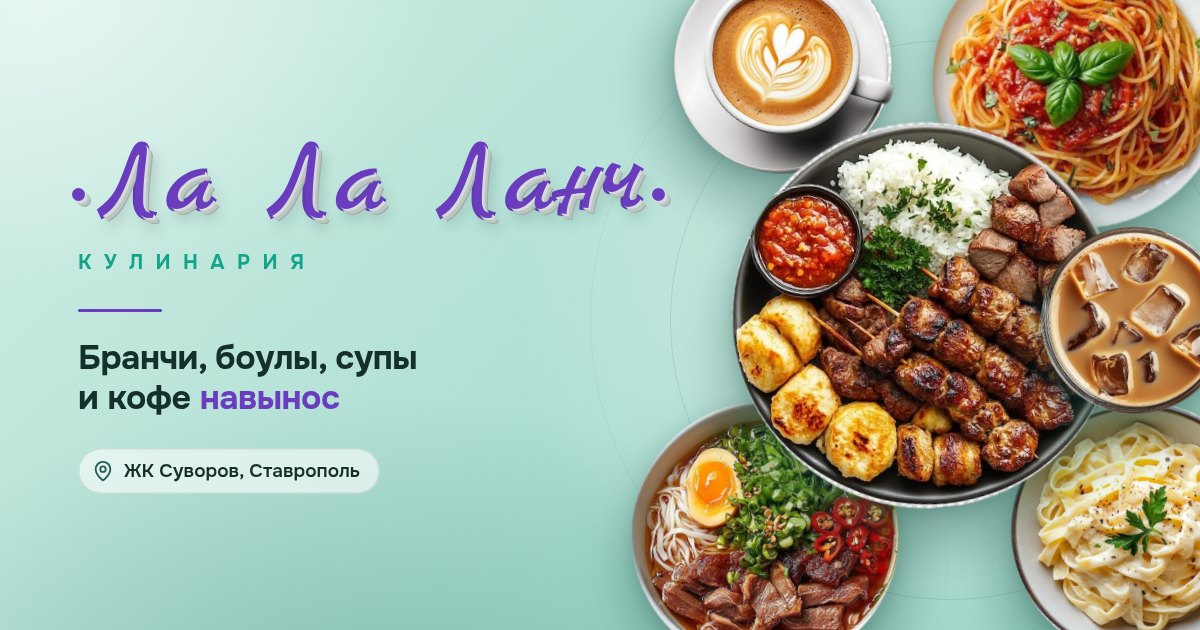 ·Ла Ла Ланч·
КУЛИНАРИЯ
Бранчи, боулы, супы
и кофе навынос
ЖК Суворов, Ставрополь